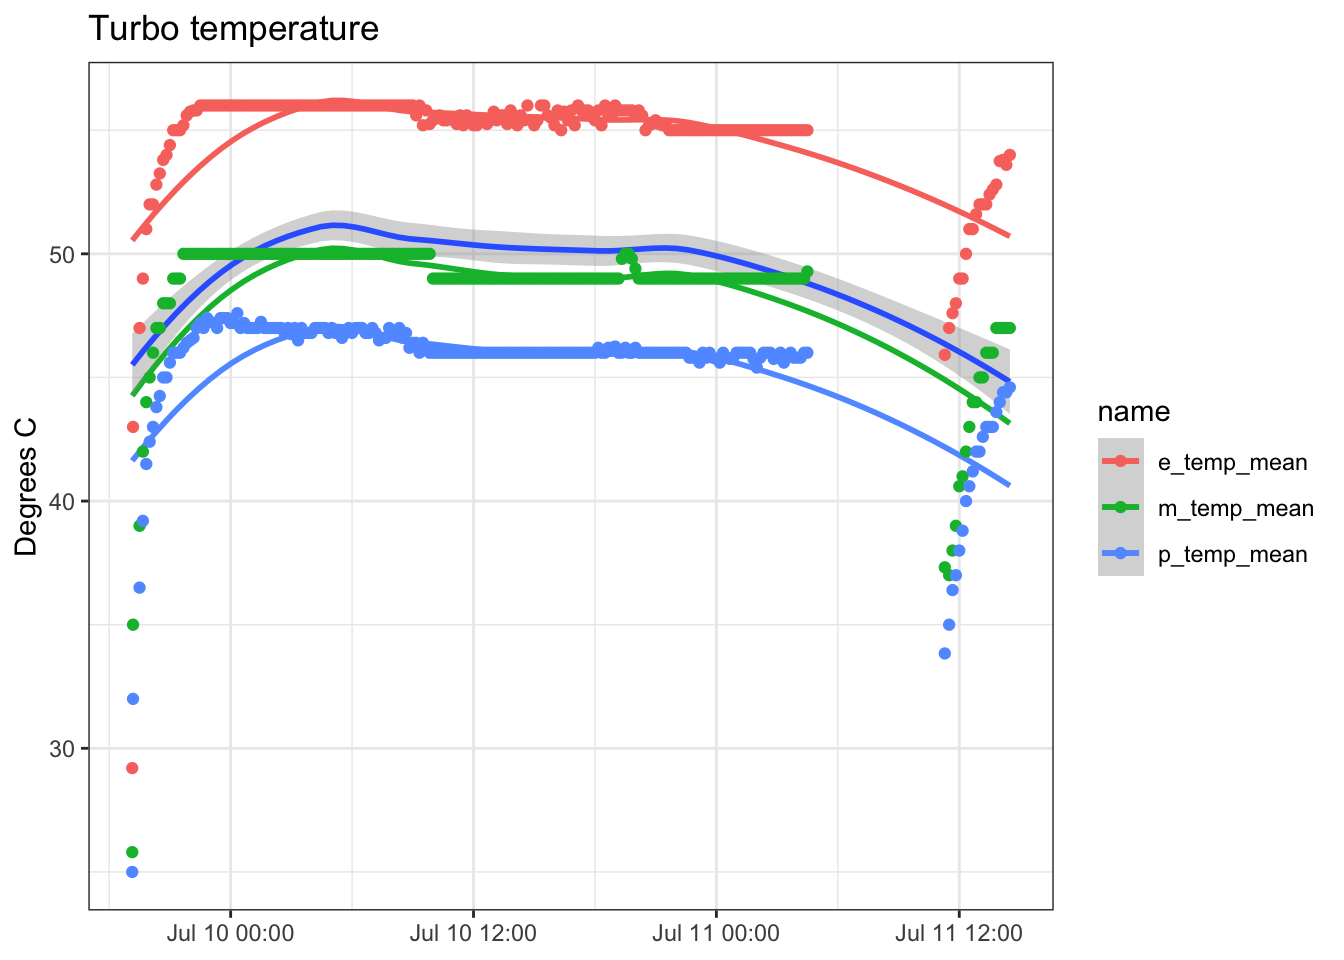 Turbo temperature
Degrees C
50
40
30
Jul 10 00:00
Jul 10 12:00
Jul 11 00:00
Jul 11 12:00
name
e_temp_mean
m_temp_mean
p_temp_mean